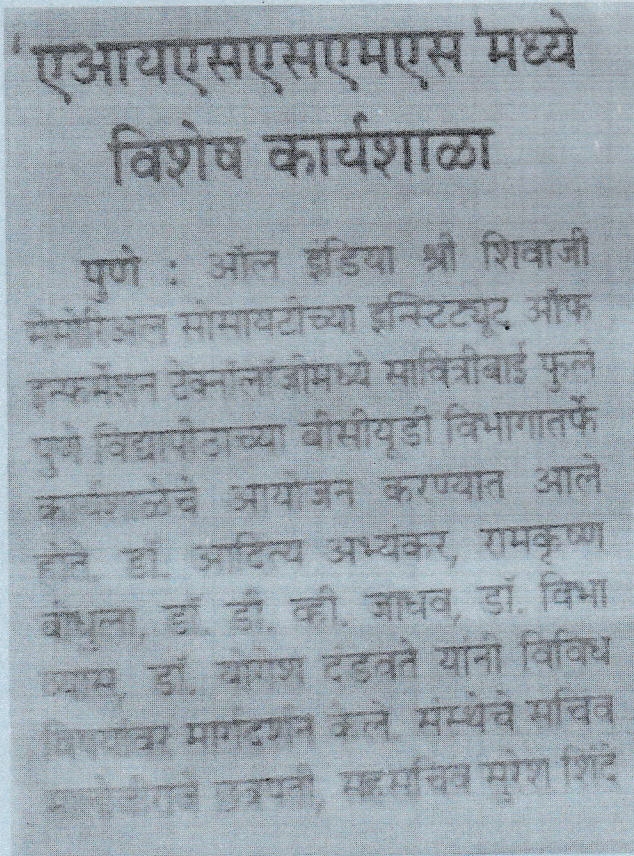 'एआयएसएसएमएस'मध्ये
विशेष कार्यशाळा
पुणे : ऑल इंडिया श्री शिवाजी
मेमोरिअल सोसायटीच्या इन्स्टिट्यूट ऑफ
इन्फर्मेशन टेक्नॉलॉजीमध्ये सावित्रीबाई फुले
पुणे विद्यापीठाच्या बीसीयूडी विभागातर्फे
कार्यशाळेचे आयोजन करण्यात आले
होते. डॉ. आदित्य अभ्यंकर, रामकृष्ण
डॉ. डी. व्ही. जाधव, डॉ. विभा
व्यास, डॉ. योगेश दंडवते यांनी विविध
विषयांवर मार्गदर्शन केले. संस्थेचे सचिव
छत्रपती, सहसचिव सुरेश शिंदे